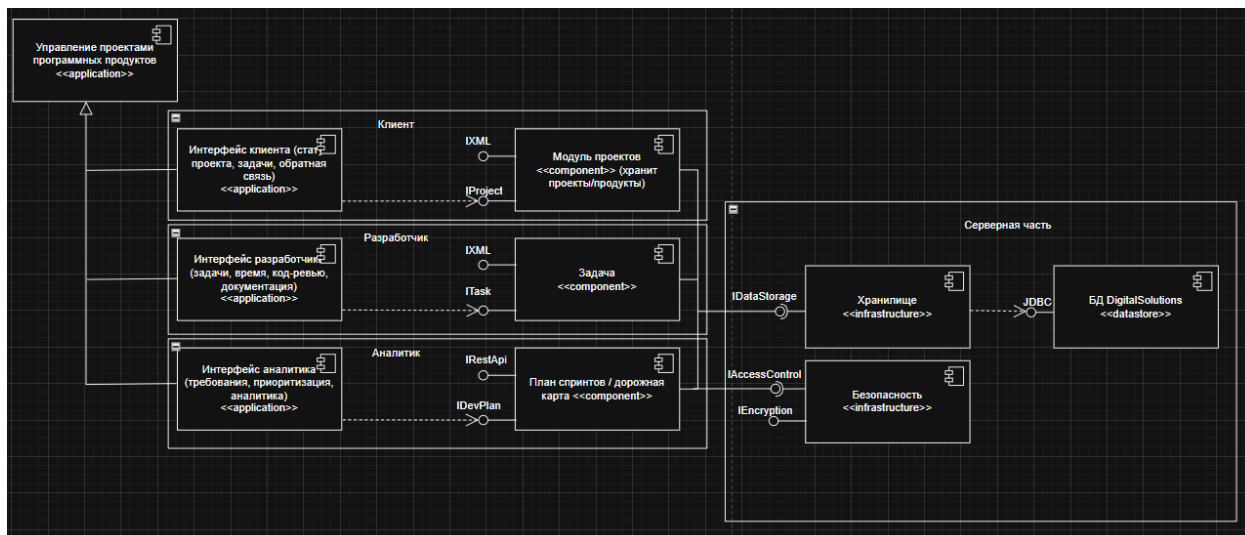 Управление проектами
программных продуктов
<<application>>
Клиент
Интерфейс клиента (стат
проекта, задачи, обратная
связь)
<<application>>
IXML
IProject
Модуль проектов
<<component>> (хранит
проекты/продукты)
Разработчик
Интерфейс разработчик
(задачи, время, код-ревью,
документация)
<<application>>
IXML
ITask
Задача
<<component>>
Аналитик
Интерфейс аналитика
(требования, приоритизация,
аналитика)
<<application>>
IRestApi
IDevPlan
План спринтов / дорожная
карта <<component>>
Серверная часть
IDataStorage
Хранилище
<<infrastructure>>
JDBC
БД DigitalSolutions
<<datastore>>
IAccessControl
IEncryption
Безопасность
<<infrastructure>>